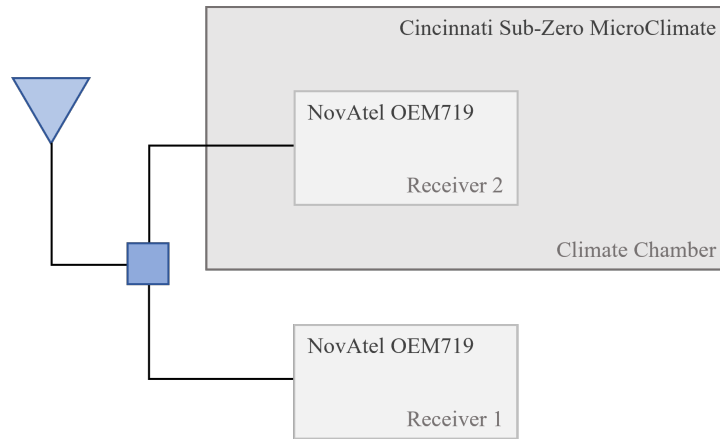 Cincinnati Sub-Zero MicroClimate
NovAtel OEM719
Receiver 2
Climate Chamber
NovAtel OEM719
Receiver 1